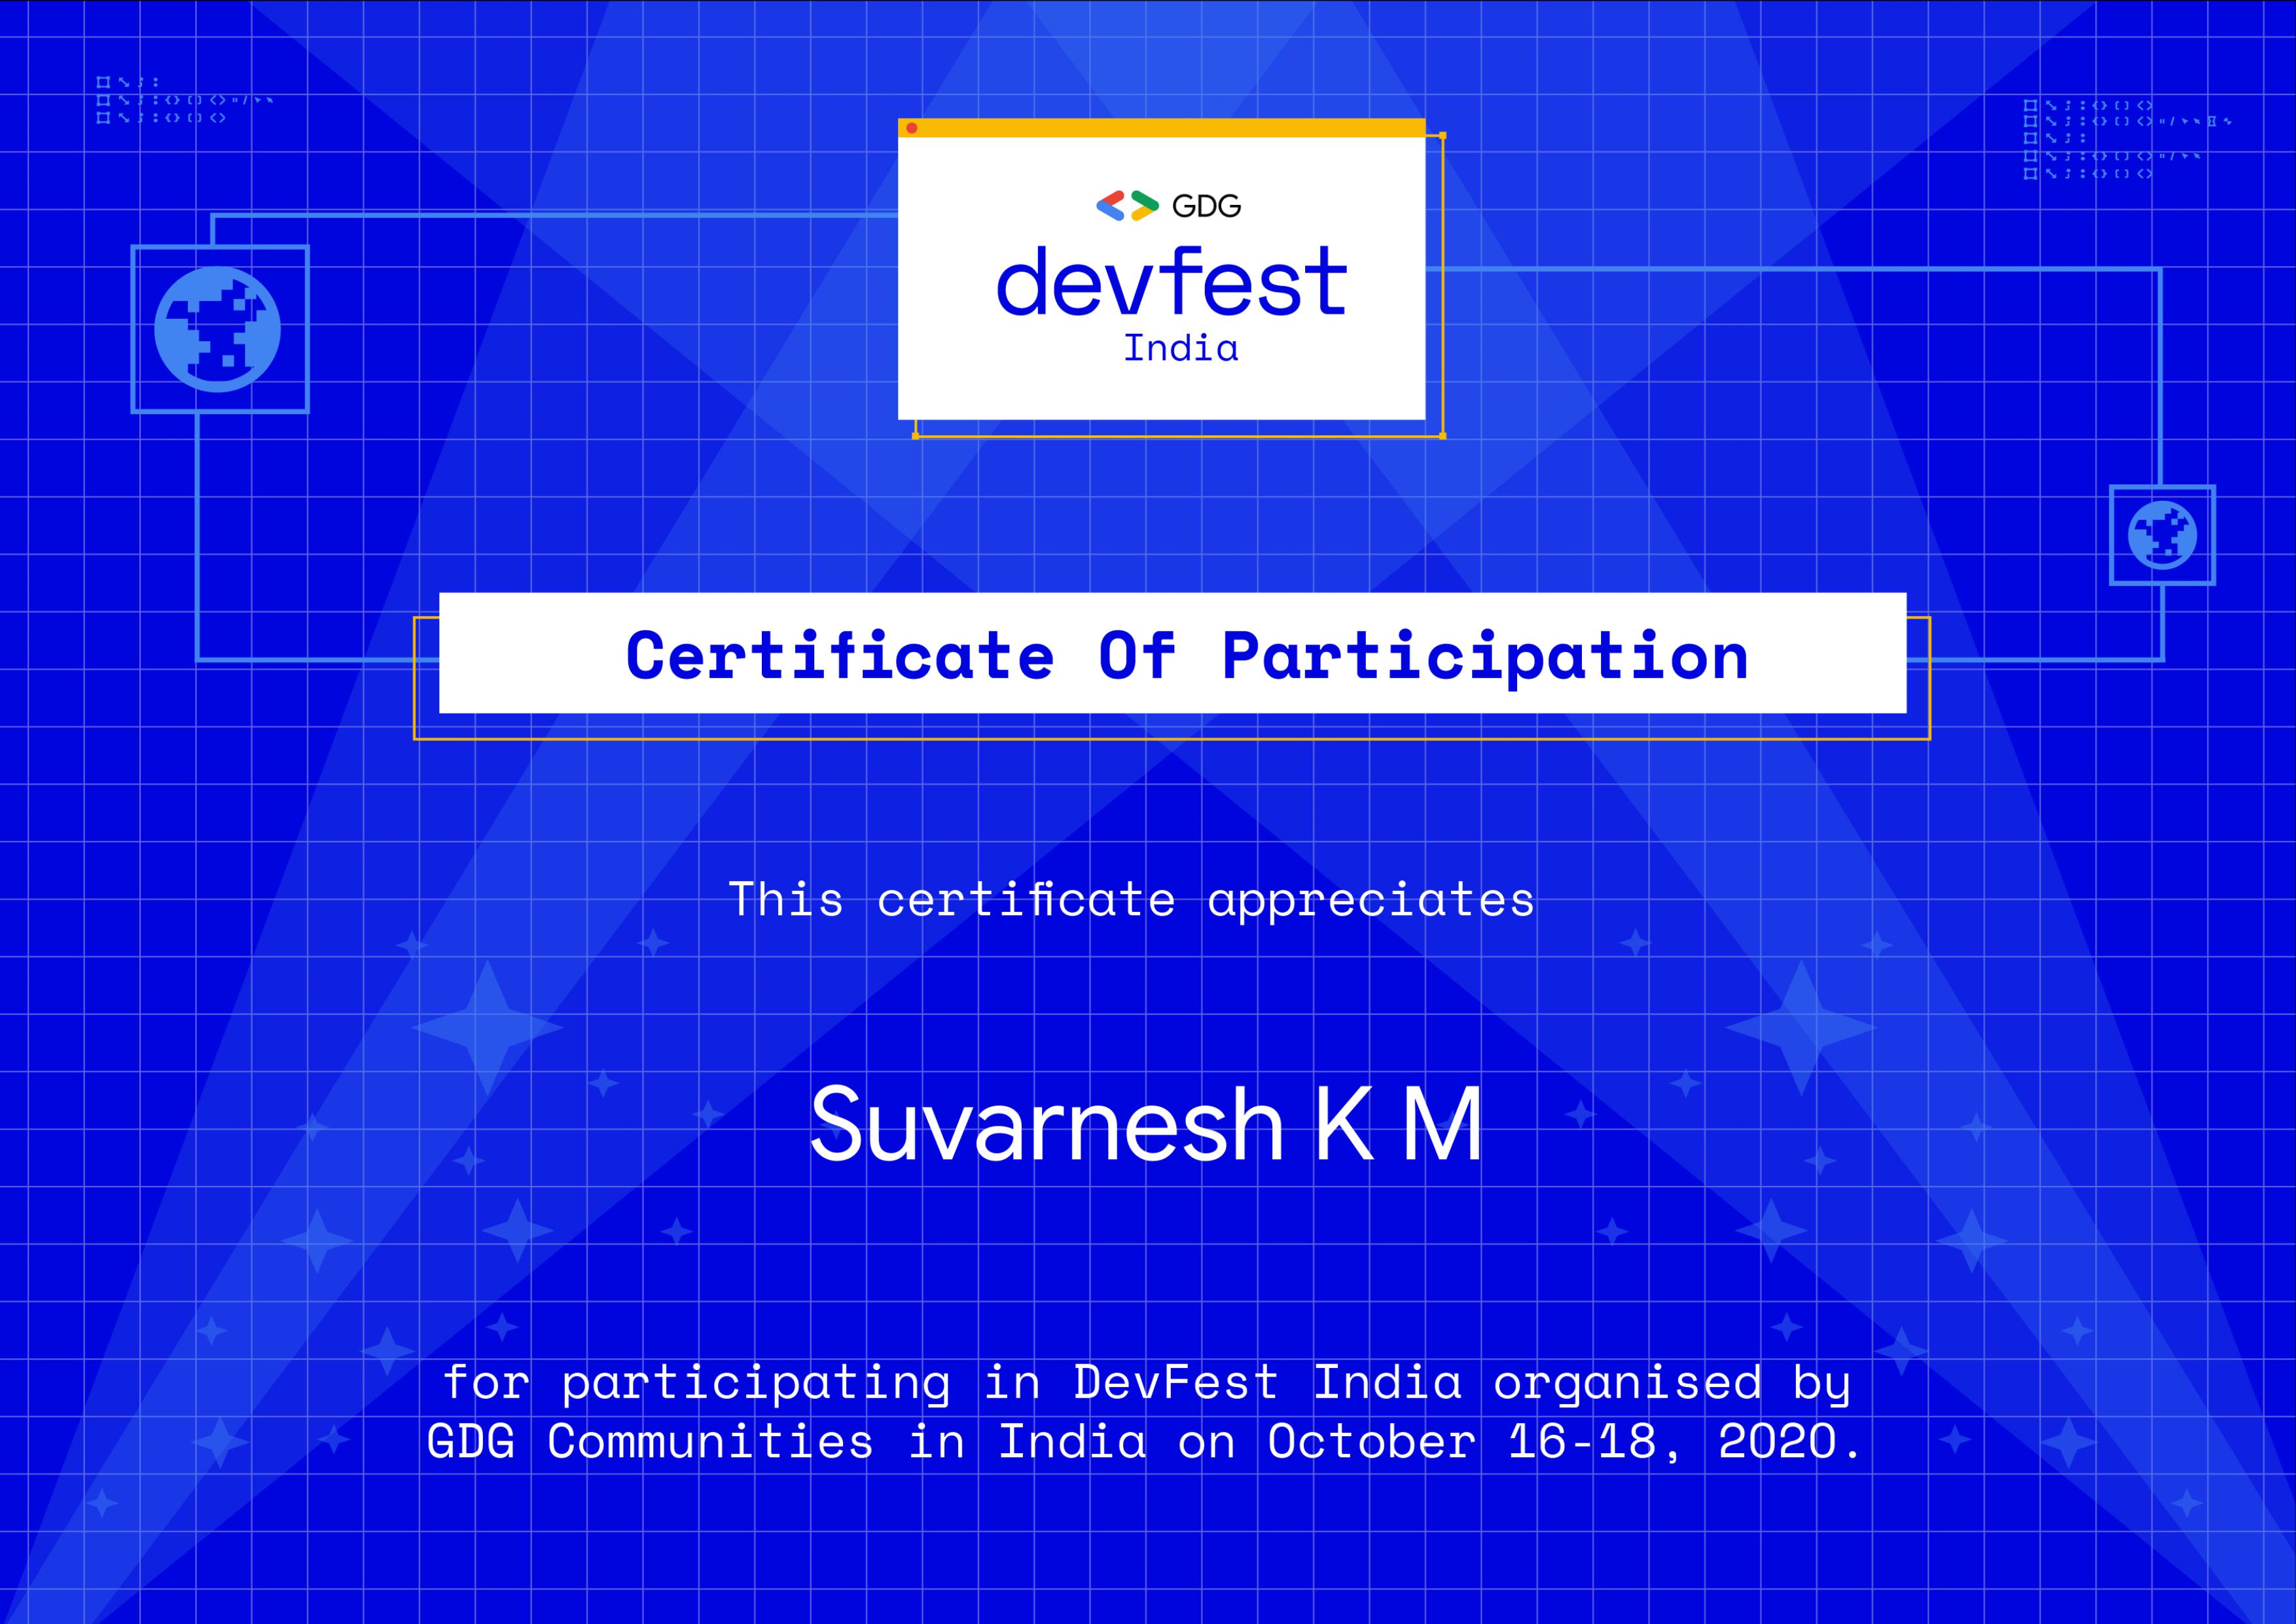 GDG
devfest
India
Certificate Of Participation
This certificate appreciates
Suvarnesh K M
for participating in DevFest India organised by
GDG Communities in India on October 16-18, 2020.